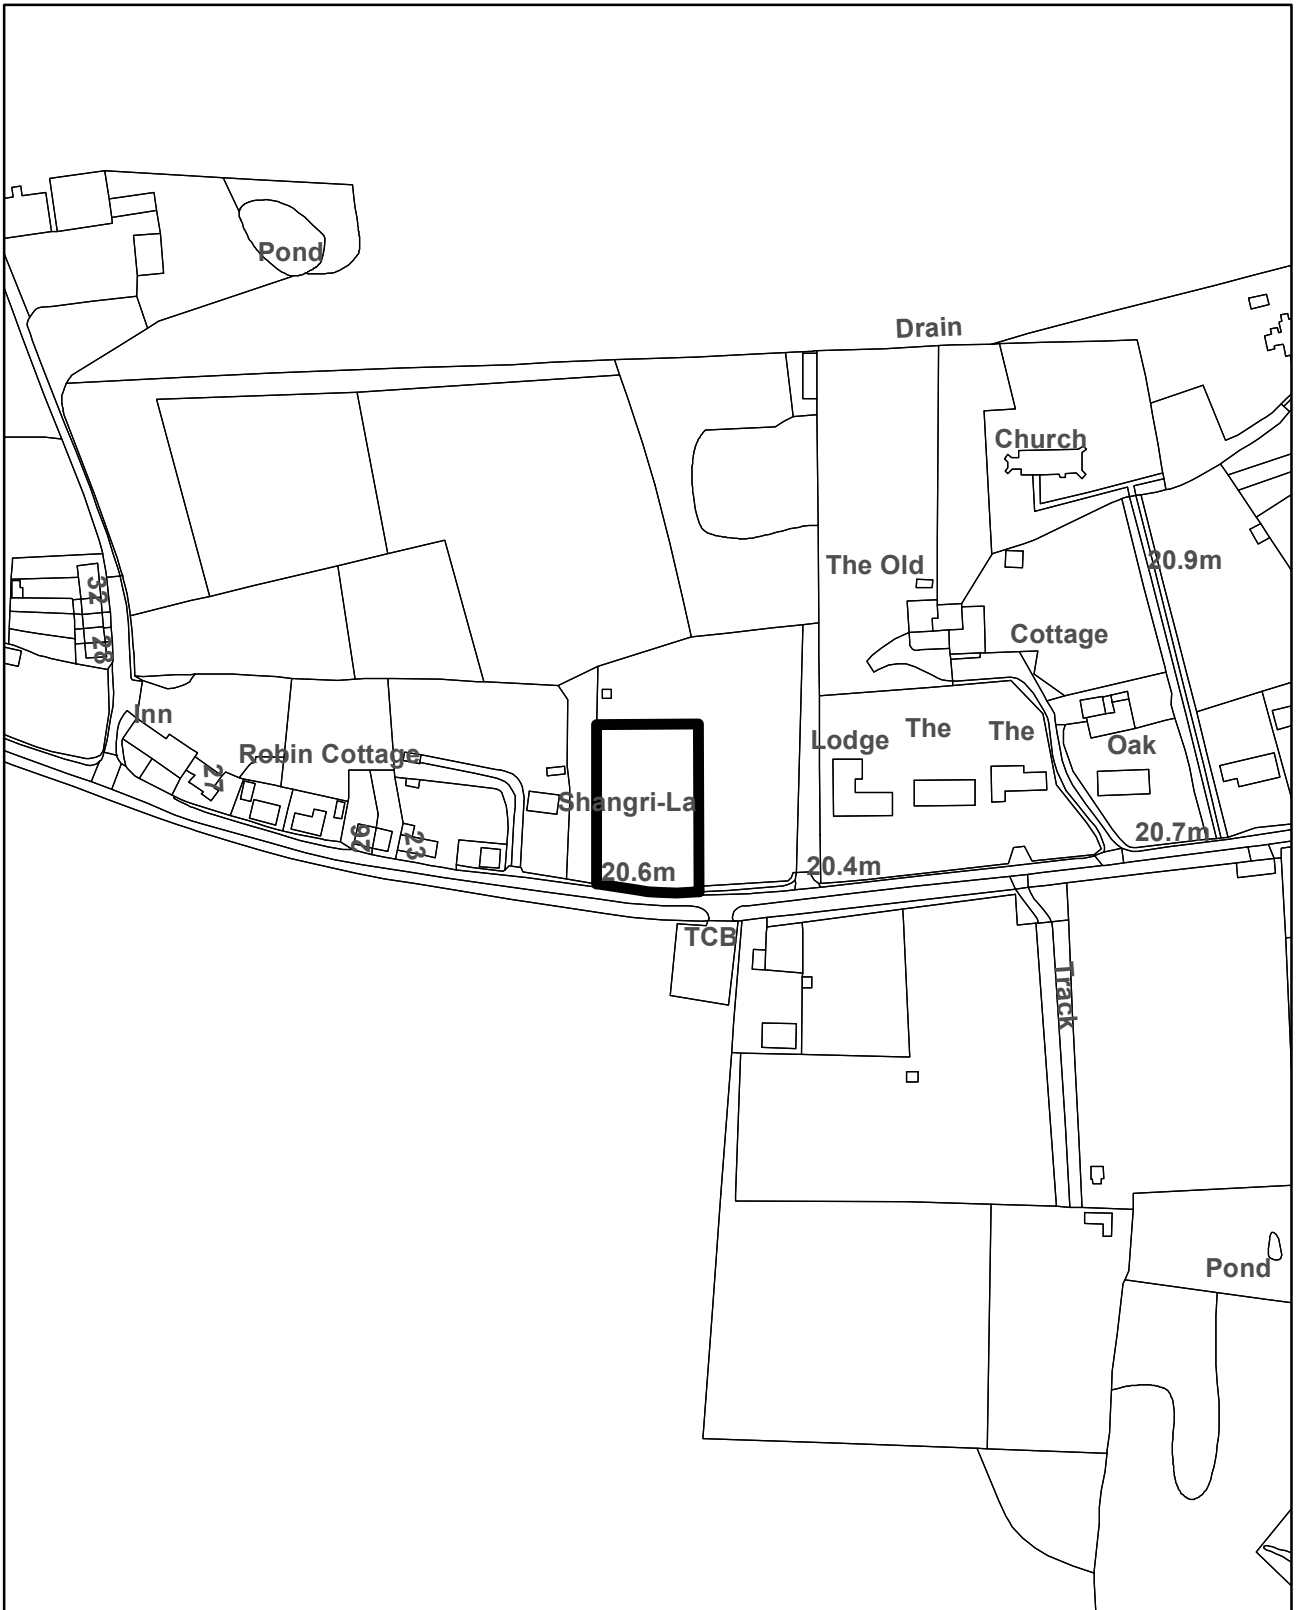 Pond
Drain
Church
20.9m
The Old
32
Cottage
28
Inn
The
The
Lodge
Oak
Robin Cottage
27
Shangri-La
20.7m
26
23
20.4m
20.6m
TCB
Track
Pond